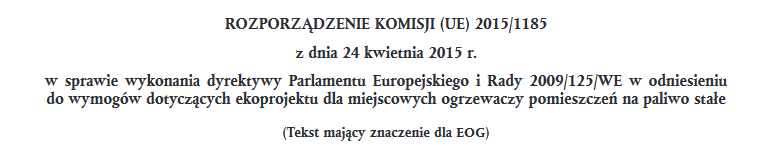 ROZPORZĄDZENIE KOMISJI (UE) 2015/1185
z dnia 24 kwietnia 2015 r.
w sprawie wykonania dyrektywy Parlamentu Europejskiego i Rady 2009/125/WE w odniesieniu
do wymogów dotyczących ekoprojektu dla miejscowych ogrzewaczy pomieszczeń na paliwo stałe
(Tekst mający znaczenie dla EOG)